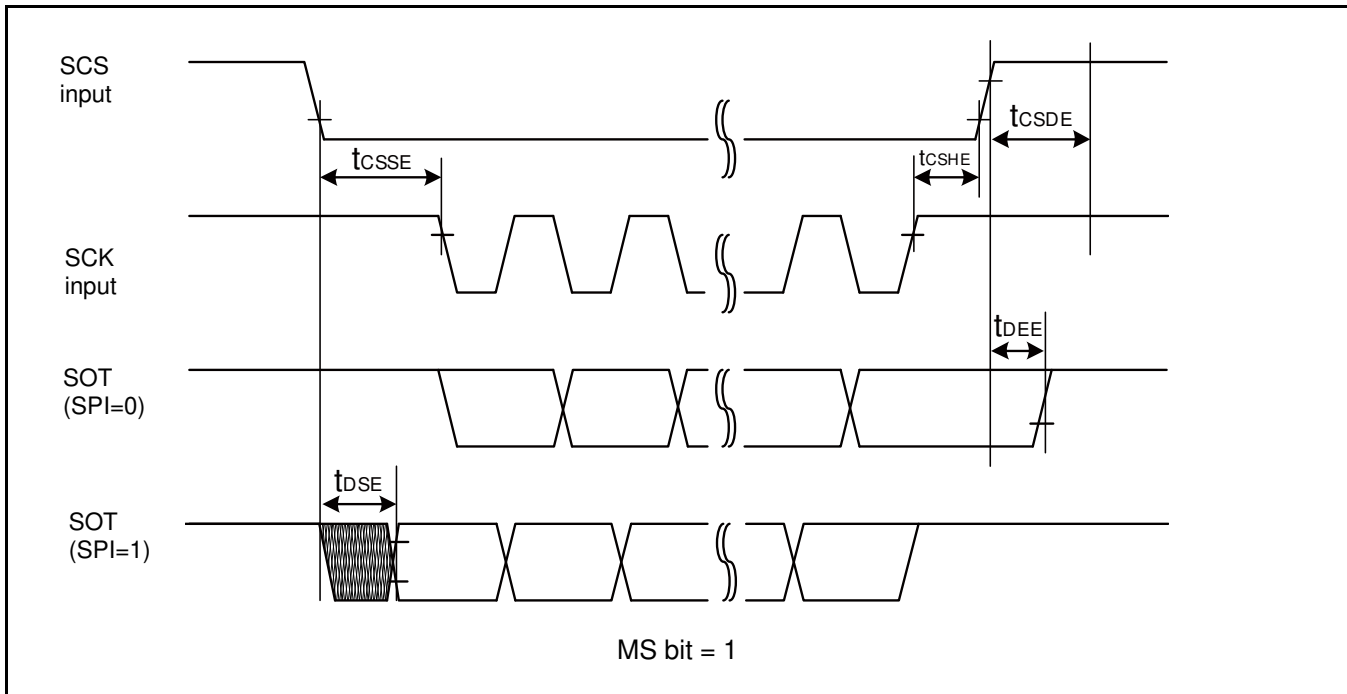 SCS
input
tCSDE
tCSSE
tCSHE
SCK
input
tDEE
SOT
(SPI=0)
tDSE
SOT
(SPI=1)
MS bit = 1